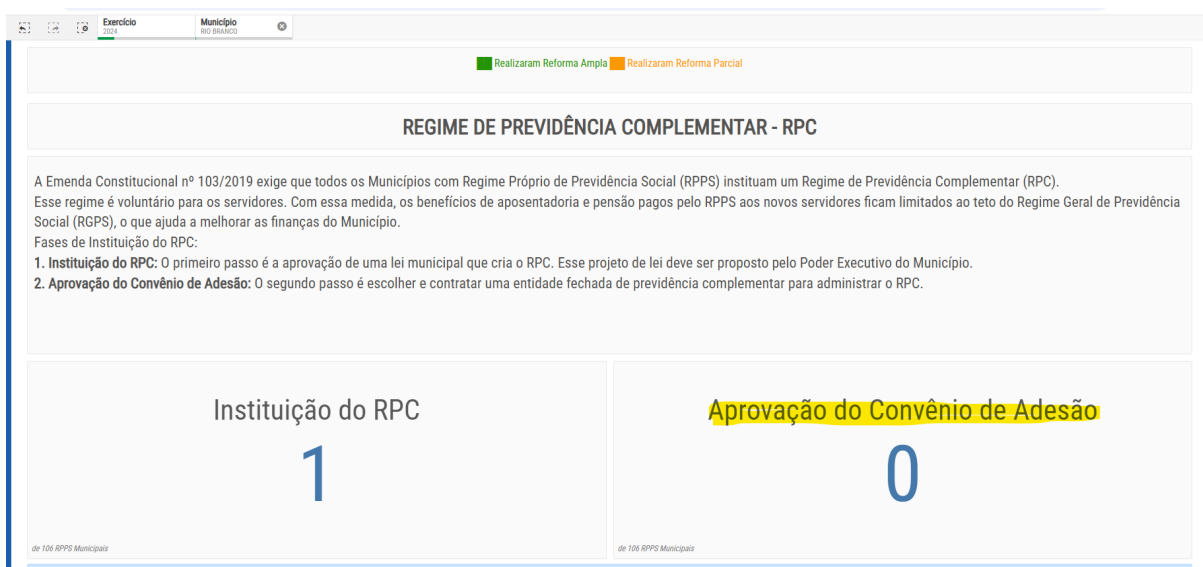 Exercício
2024
Município
RIO BRANCO
Realizaram Reforma Ampla Realizaram Reforma Parcial
REGIME DE PREVIDÊNCIA COMPLEMENTAR - RPC
A Emenda Constitucional nº 103/2019 exige que todos os Municípios com Regime Próprio de Previdência Social (RPPS) instituam um Regime de Previdência Complementar (RPC).
Esse regime é voluntário para os servidores. Com essa medida, os benefícios de aposentadoria e pensão pagos pelo RPPS aos novos servidores ficam limitados ao teto do Regime Geral de Previdência
Social (RGPS), o que ajuda a melhorar as finanças do Município.
Fases de Instituição do RPC:
1. Instituição do RPC: O primeiro passo é a aprovação de uma lei municipal que cria o RPC. Esse projeto de lei deve ser proposto pelo Poder Executivo do Município.
2. Aprovação do Convênio de Adesão: O segundo passo é escolher e contratar uma entidade fechada de previdência complementar para administrar o RPC.
Instituição do RPC
1
de 106 RPPS Municipais
Aprovação do Convênio de Adesão
0
de 106 RPPS Municipais